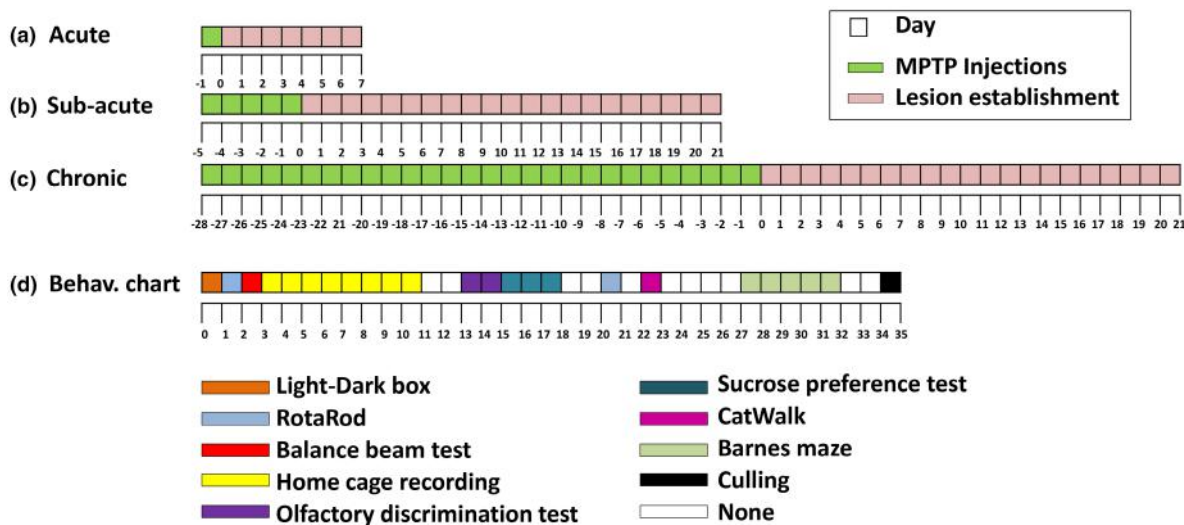 (a) Acute
-1 0 1 2 3 4 5 6 7
(b) Sub-acute
-5 -4 -3 -2 -1 0 1 2 3 4 5 6 7 8 9 10 11 12 13 14 15 16 17 18 19 20 21
(c) Chronic
-28 -27 -26 -25 -24 -23 -22 21 -20 -19 -18 -17 -16 -15 -14 -13 -12 -11 -10 -9 -8 -7 -6 -5 -4 -3 -2 -1 0 1 2 3 4 5 6 7 8 9 10 11 12 13 14 15 16 17 18 19 20 21
(d) Behav. chart
0 1 2 3 4 5 6 7 8 9 10 11 12 13 14 15 16 17 18 19 20 21 22 23 24 25 26 27 28 29 30 31 32 33 34 35
Day
MPTP Injections
Lesion establishment
Light-Dark box
RotaRod
Balance beam test
Home cage recording
Olfactory discrimination test
Sucrose preference test
CatWalk
Barnes maze
Culling
None